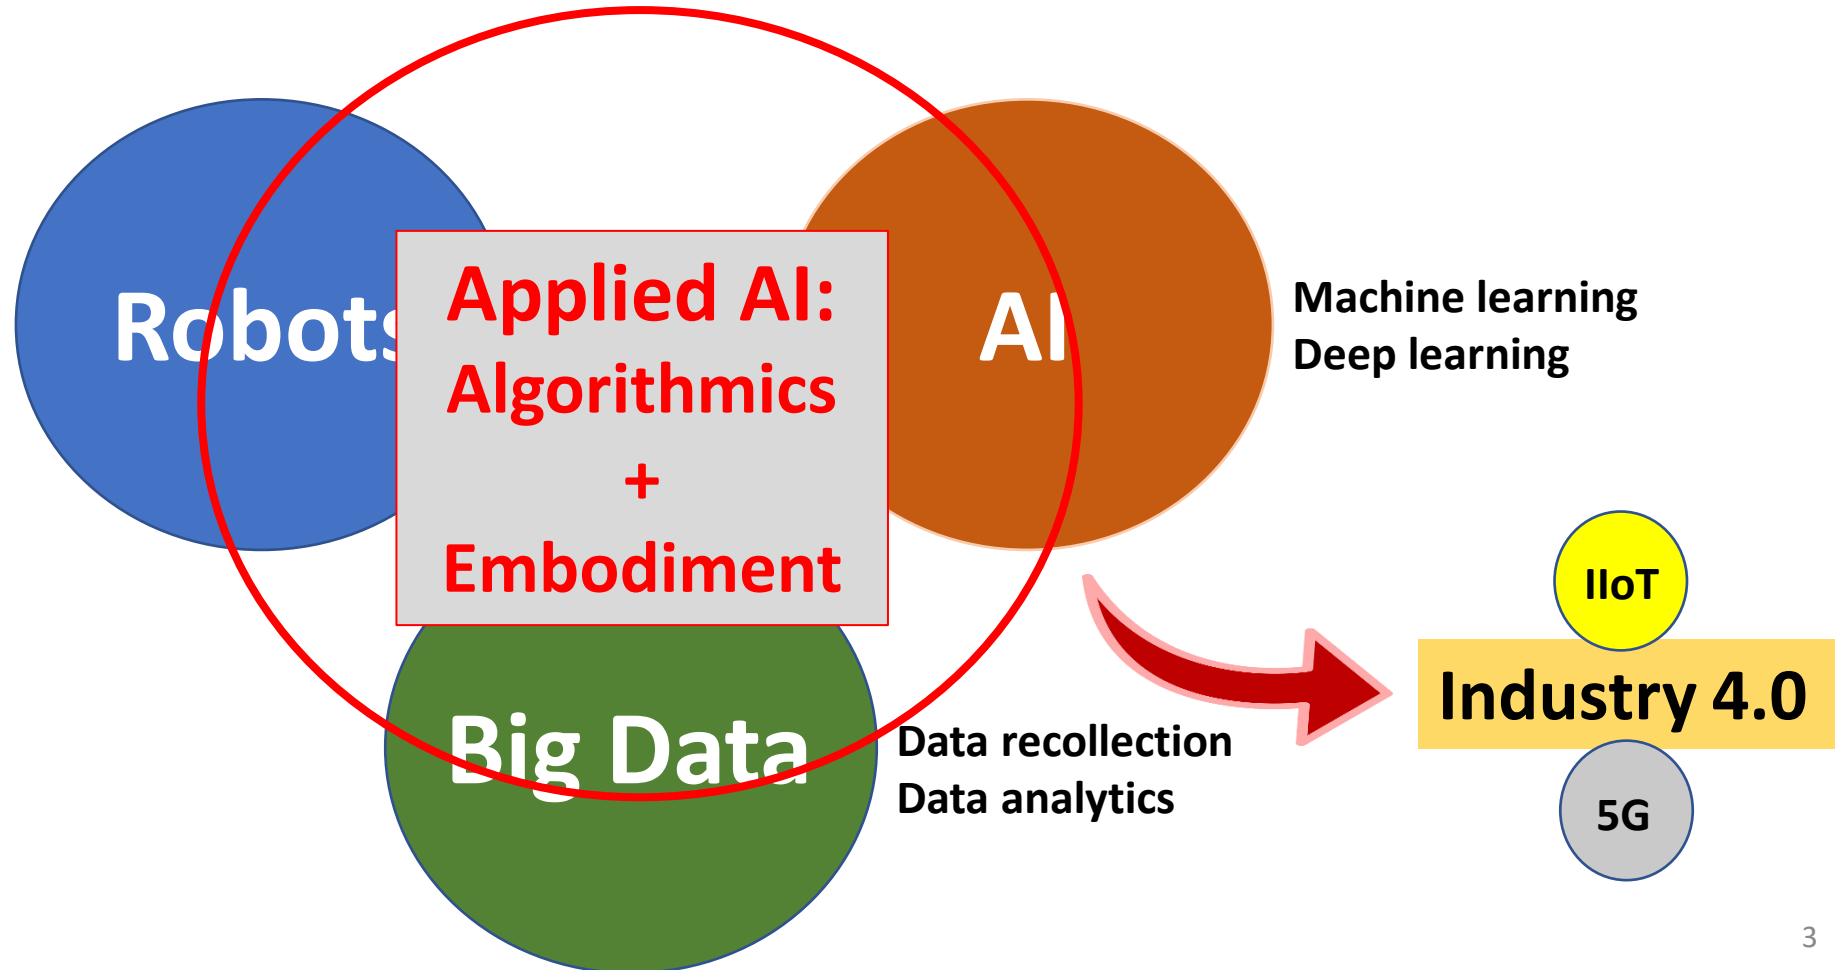 Robots
Applied AI:
Algorithmics
+
Embodiment
AI
Machine learning
Deep learning
Big Data
Data recollection
Data analytics
IIoT
Industry 4.0
5G
3